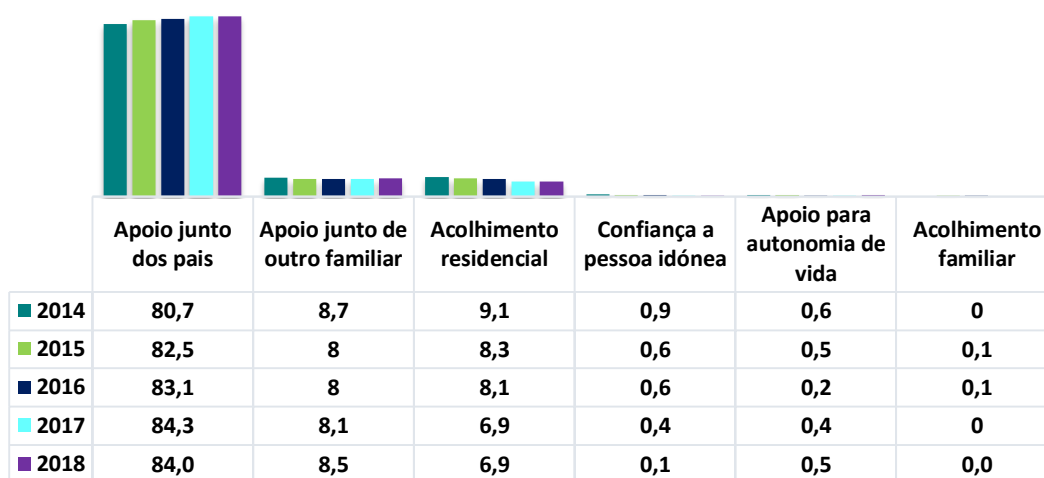 Apoio junto
dos pais
Apoio junto de
outro familiar
Acolhimento
residencial
Confiança a
pessoa idónea
Apoio para
autonomia de
vida
Acolhimento
familiar
2014 80,7 8,7 9,1 0,9 0,6 0
2015 82,5 8 8,3 0,6 0,5 0,1
2016 83,1 8 8,1 0,6 0,2 0,1
2017 84,3 8,1 6,9 0,4 0,4 0
2018 84,0 8,5 6,9 0,1 0,5 0,0